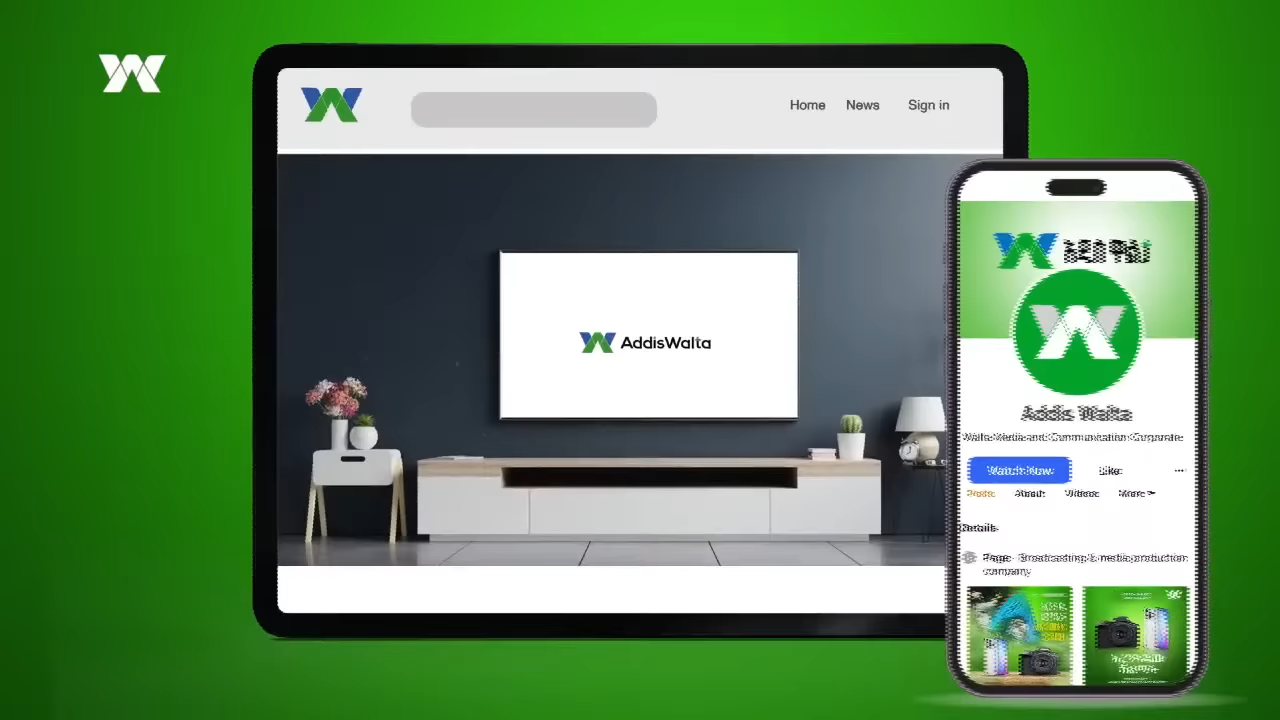 Home News Sign in
AddisWalta
Addis Walta
Walta Media and Communication Corporate
Watch Now Like ...
Posts About Videos More
Details
Page · Broadcasting & media production
company